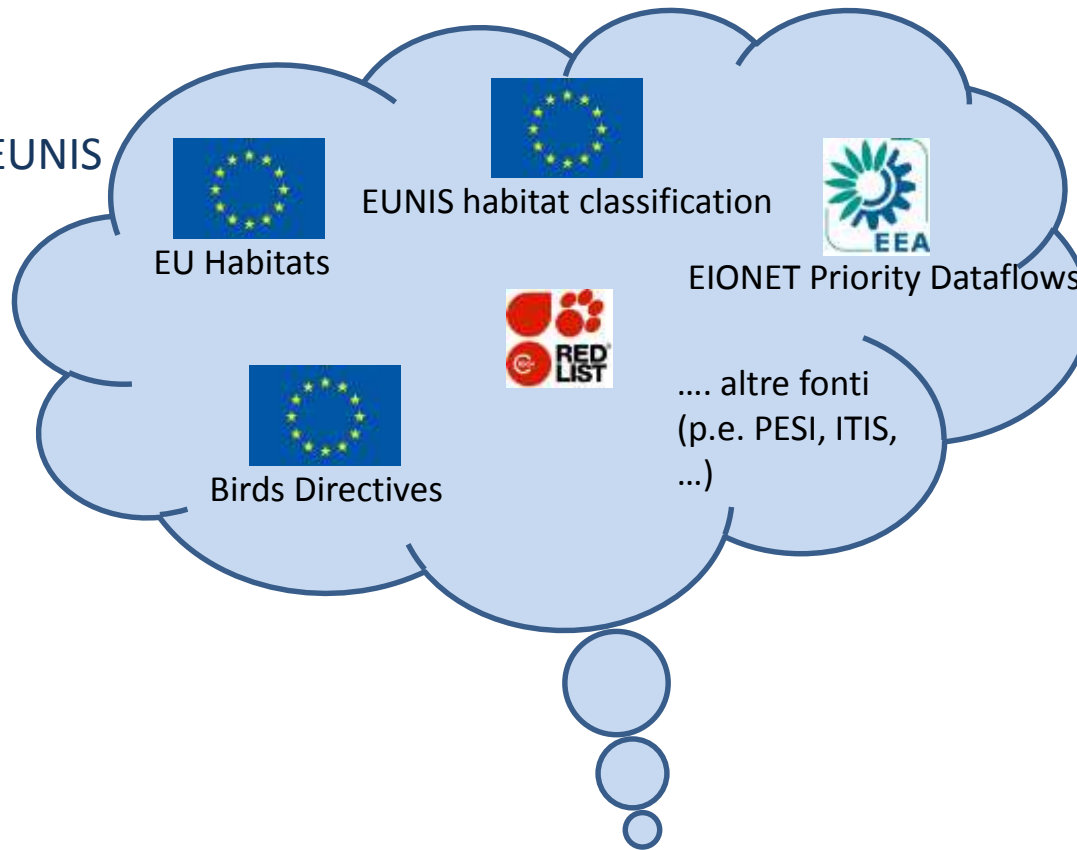 EUNIS
EUNIS habitat classification
EU Habitats
EEA
EIONET Priority Dataflows
RED
LIST
.... altre fonti
(p.e. PESI, ITIS,
...)
Birds Directives